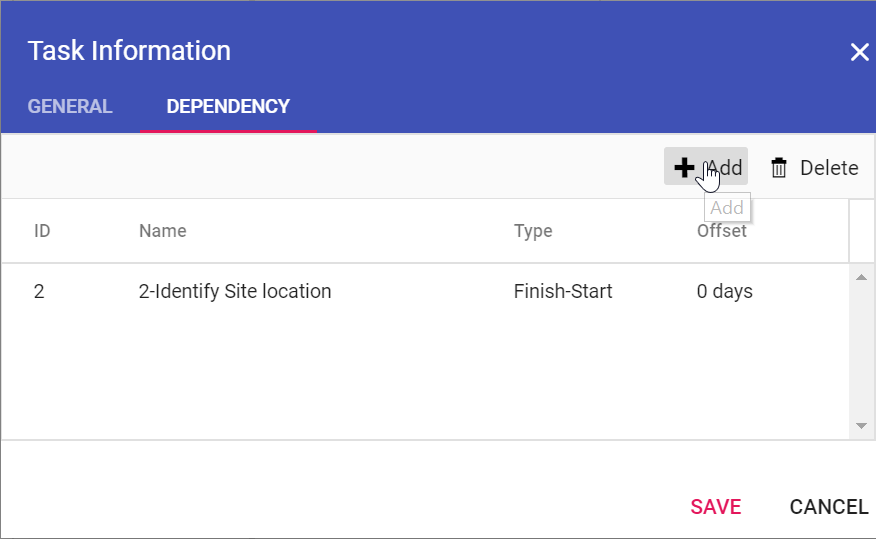 Task Information
GENERAL DEPENDENCY
Add Delete
Add
ID Name Type Offset
2 2-Identify Site location Finish-Start 0 days
SAVE CANCEL